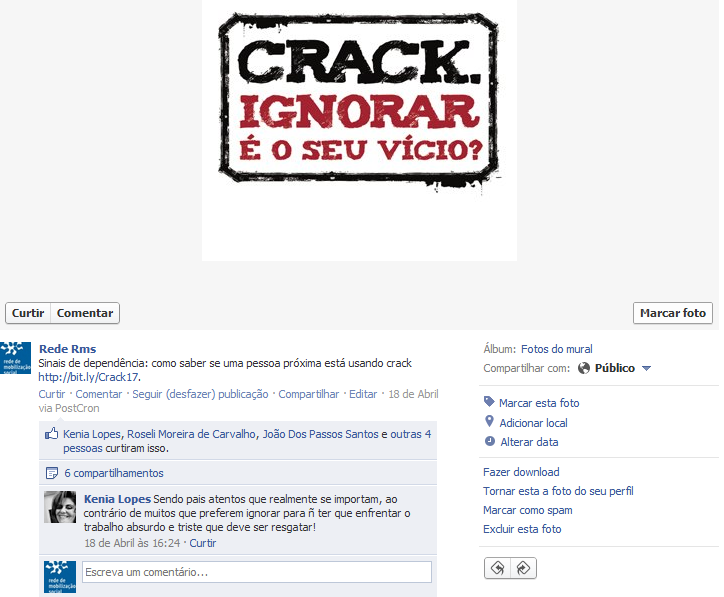 CRACK.
IGNORAR
É O SEU VÍCIO?
Curtir Comentar
Marcar foto
rede de
mobilização
social
Rede Rms
Sinais de dependência: como saber se uma pessoa próxima está usando crack
http://bit.ly/Crack17.
Curtir · Comentar · Seguir (desfazer) publicação · Compartilhar · Editar · 18 de Abril
via PostCron
Kenia Lopes, Roseli Moreira de Carvalho, João Dos Passos Santos e outras 4
pessoas curtiram isso.
6 compartilhamentos
Kenia Lopes Sendo pais atentos que realmente se importam, ao
contrário de muitos que preferem ignorar para ñ ter que enfrentar o
trabalho absurdo e triste que deve ser resgatar!
18 de Abril às 16:24 · Curtir
rede de
mobilização
social
Escreva um comentário...
Álbum: Fotos do mural
Compartilhar com: Público
Marcar esta foto
Adicionar local
Alterar data
Fazer download
Tornar esta a foto do seu perfil
Marcar como spam
Excluir esta foto